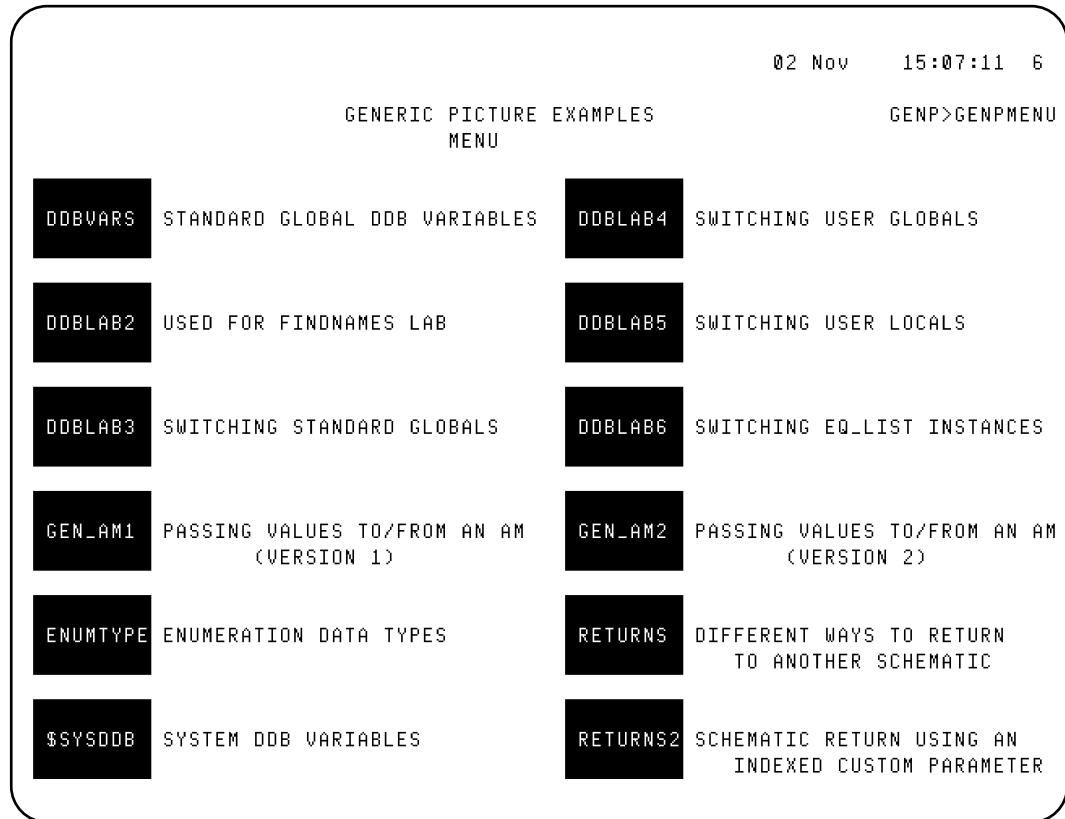 02 Nov 15:07:11 6
GENERIC PICTURE EXAMPLES GENP>GENPMENU
MENU
DDBVARS STANDARD GLOBAL DDB VARIABLES
DDBLAB4 SWITCHING USER GLOBALS
DDBLAB2 USED FOR FINDNAMES LAB
DDBLAB5 SWITCHING USER LOCALS
DDBLAB3 SWITCHING STANDARD GLOBALS
DDBLAB6 SWITCHING EQ_LIST INSTANCES
GEN_AM1 PASSING VALUES TO/FROM AN AM
(VERSION 1)
GEN_AM2 PASSING VALUES TO/FROM AN AM
(VERSION 2)
ENUMTYPE ENUMERATION DATA TYPES
RETURNS DIFFERENT WAYS TO RETURN
TO ANOTHER SCHEMATIC
$SYSDDB SYSTEM DDB VARIABLES
RETURNS2 SCHEMATIC RETURN USING AN
INDEXED CUSTOM PARAMETER